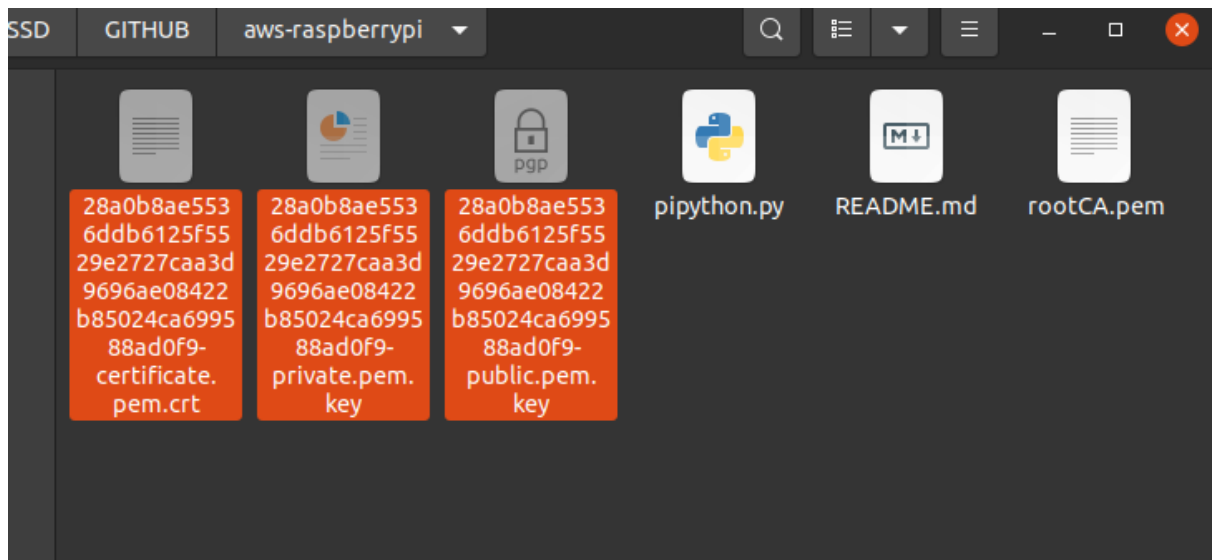 SSD GITHUB aws-raspberrypi
pgp
28a0b8ae553
6ddb6125f55
29e2727caa3d
9696ae08422
b85024ca6995
88ad0f9-
certificate.
pem.crt
28a0b8ae553
6ddb6125f55
29e2727caa3d
9696ae08422
b85024ca6995
88ad0f9-
private.pem.
key
28a0b8ae553
6ddb6125f55
29e2727caa3d
9696ae08422
b85024ca6995
88ad0f9-
public.pem.
key
pipython.py
M
README.md
rootCA.pem